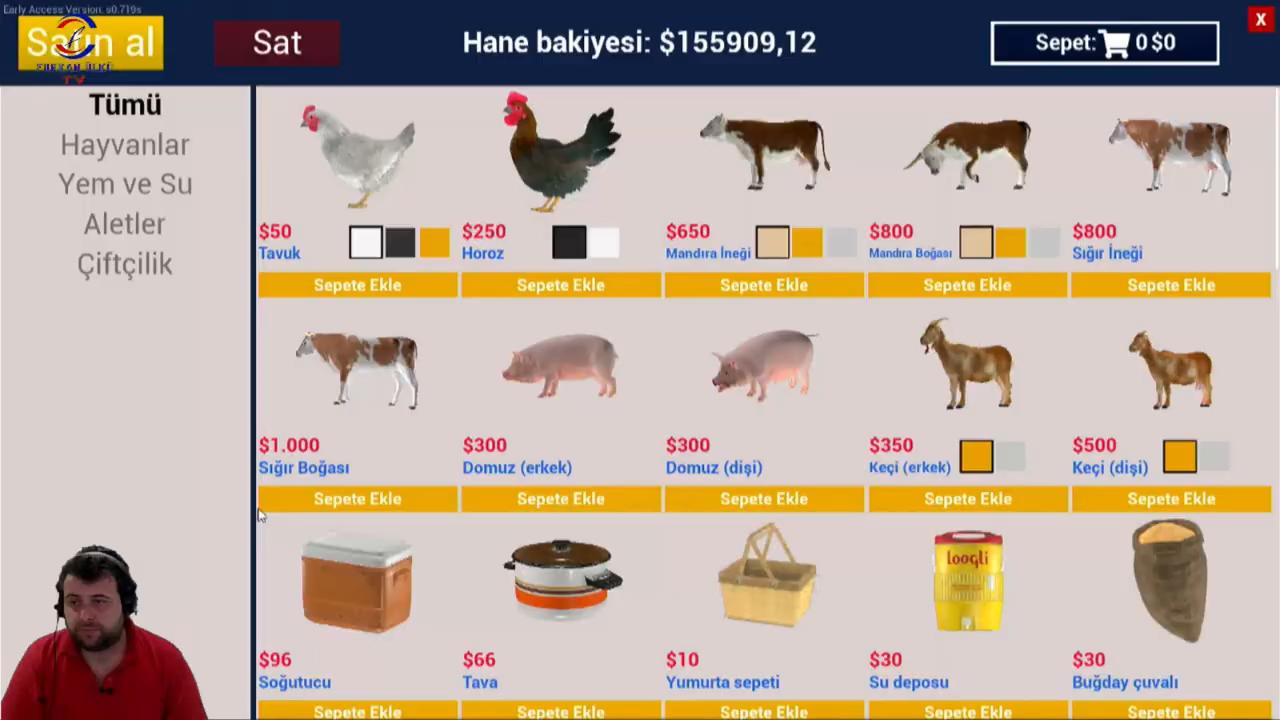 Early Access Version: s0.719s
Satın al
FURKAN ÜLKÜ
TV
Sat
Hane bakiyesi: $155909,12
Sepet: 0 $0
X
Tümü
Hayvanlar
Yem ve Su
Aletler
Çiftçilik
$50
Tavuk
Sepete Ekle
$250
Horoz
Sepete Ekle
$650
Mandıra İneği
Sepete Ekle
$800
Mandıra Boğası
Sepete Ekle
$800
Sığır İneği
Sepete Ekle
$1.000
Sığır Boğası
Sepete Ekle
$300
Domuz (erkek)
Sepete Ekle
$300
Domuz (dişi)
Sepete Ekle
$350
Keçi (erkek)
Sepete Ekle
$500
Keçi (dişi)
Sepete Ekle
$96
Soğutucu
Sepete Ekle
$66
Tava
Sepete Ekle
$10
Yumurta sepeti
Sepete Ekle
loogli
$30
Su deposu
Sepete Ekle
$30
Buğday çuvalı
Sepete Ekle